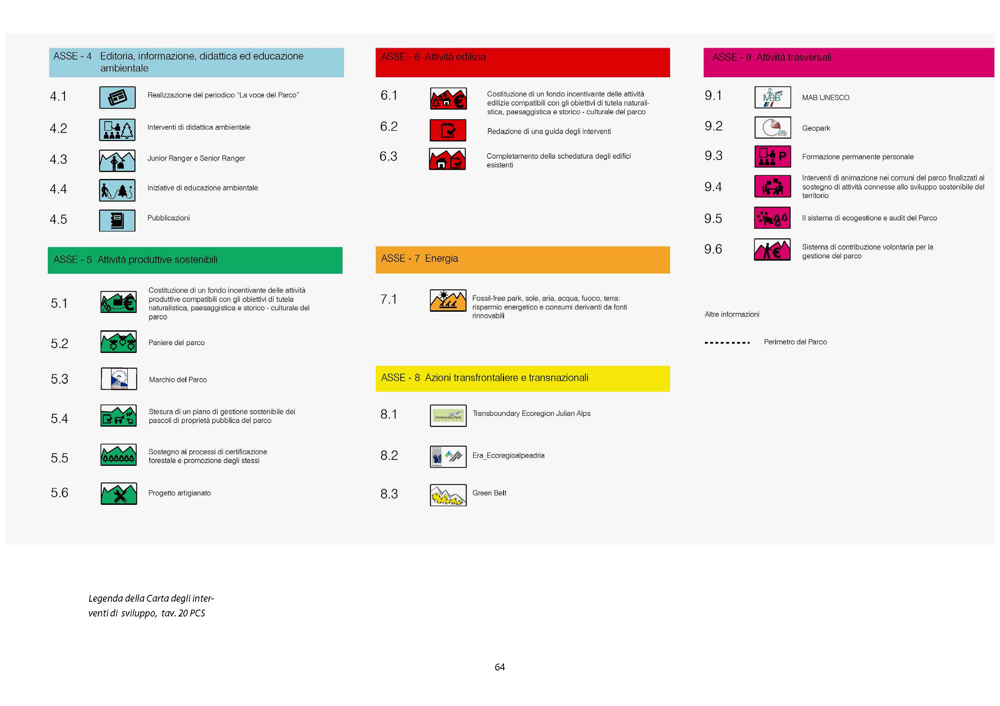 ASSE - 4 Editoria, informazione, didattica ed educazione
ambientale
4.1 Realizzazione del periodico “La voce del Parco”
4.2 Interventi di didattica ambientale
4.3 Junior Ranger e Senior Ranger
4.4 Iniziative di educazione ambientale
4.5 Pubblicazioni
ASSE - 5 Attività produttive sostenibili
5.1 Costituzione di un fondo incentivante delle attività
produttive compatibili con gli obiettivi di tutela
naturalistica, paesaggistica e storico - culturale del
parco
5.2 Paniere del parco
5.3 Marchio del Parco
5.4 Stesura di un piano di gestione sostenibile dei
pascoli di proprietà pubblica del parco
5.5 Sostegno ai processi di certificazione
forestale e promozione degli stessi
5.6 Progetto artigianato
ASSE - 6 Attività edilizia
6.1 Costituzione di un fondo incentivante delle attività
edilizie compatibili con gli obiettivi di tutela naturali-
stica, paesaggistica e storico - culturale del parco
6.2 Redazione di una guida degli interventi
6.3 Completamento della schedatura degli edifici
esistenti
ASSE - 7 Energia
7.1 Fossil-free park, sole, aria, acqua, fuoco, terra:
risparmio energetico e consumi derivanti da fonti
rinnovabili
ASSE - 8 Azioni transfrontaliere e transnazionali
8.1 Transboundary Parks
Transboundary Ecoregion Julian Alps
8.2 Era_Ecoregioalpeadria
8.3 Green Belt
ASSE - 9 Attività trasversali
9.1 MaB MAB UNESCO
9.2 Geopark
9.3 P Formazione permanente personale
9.4 Interventi di animazione nei comuni del parco finalizzati al
sostegno di attività connesse allo sviluppo sostenibile del
territorio
9.5 Il sistema di ecogestione e audit del Parco
9.6 Sistema di contribuzione volontaria per la
gestione del parco
Altre informazioni
Perimetro del Parco
Legenda della Carta degli inter-
venti di sviluppo, tav. 20 PCS
64